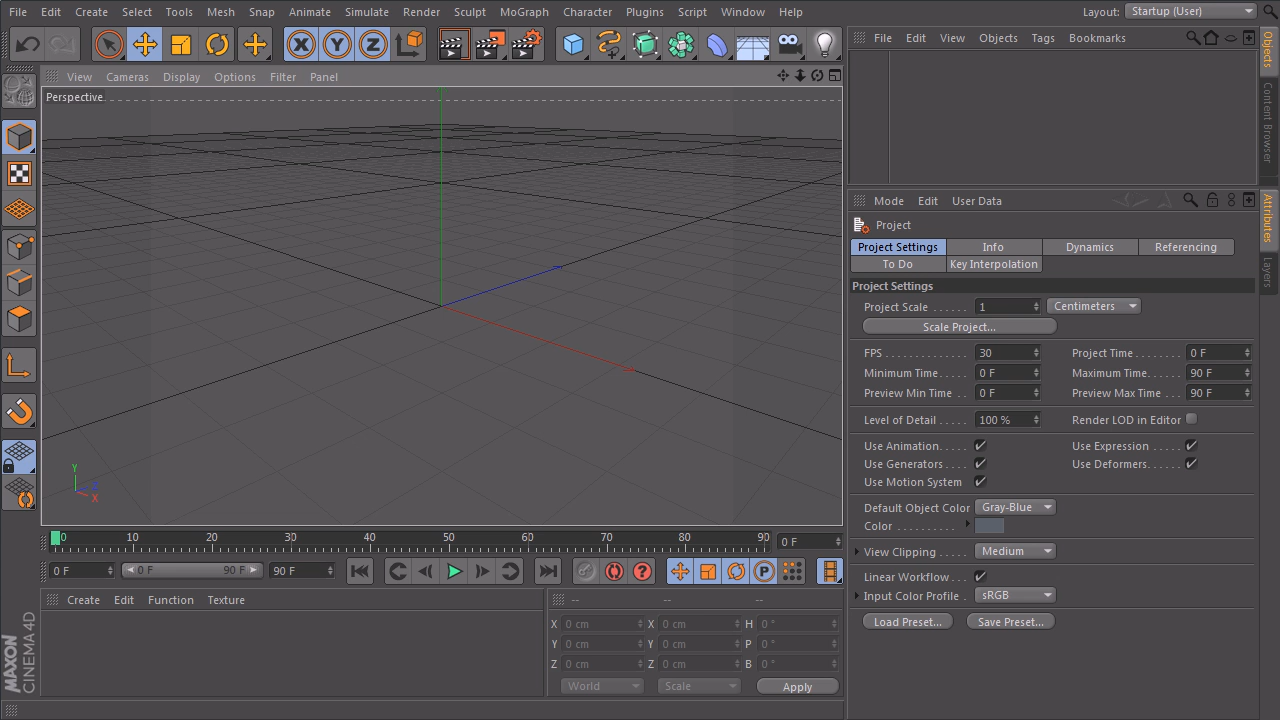 File Edit Create Select Tools Mesh Snap Animate Simulate Render Sculpt MoGraph Character Plugins Script Window Help Layout: Startup (User)
File Edit View Objects Tags Bookmarks
Objects
Content Browser
View Cameras Display Options Filter Panel
Perspective
X Y Z
Mode Edit User Data
Attributes
Layers
Project
Project Settings Info Dynamics Referencing
To Do Key Interpolation
Project Settings
Project Scale ...... 1 Centimeters
Scale Project...
FPS ............. 30 Project Time ........ 0 F
Minimum Time..... 0 F Maximum Time..... 90 F
Preview Min Time .. 0 F Preview Max Time ... 90 F
Level of Detail ..... 100 % Render LOD in Editor
Use Animation.... Use Expression .....
Use Generators .... Use Deformers......
Use Motion System
Default Object Color Gray-Blue
Color ..........
View Clipping ..... Medium
Linear Workflow...
Input Color Profile . sRGB
Load Preset... Save Preset...
Y
Z
X
0 10 20 30 40 50 60 70 80 90 0 F
0 F 0 F 90 F 90 F
P
Create Edit Function Texture
-- -- --
X 0 cm X 0 cm H 0 °
Y 0 cm Y 0 cm P 0 °
Z 0 cm Z 0 cm B 0 °
World Scale Apply
MAXON
CINEMA 4D